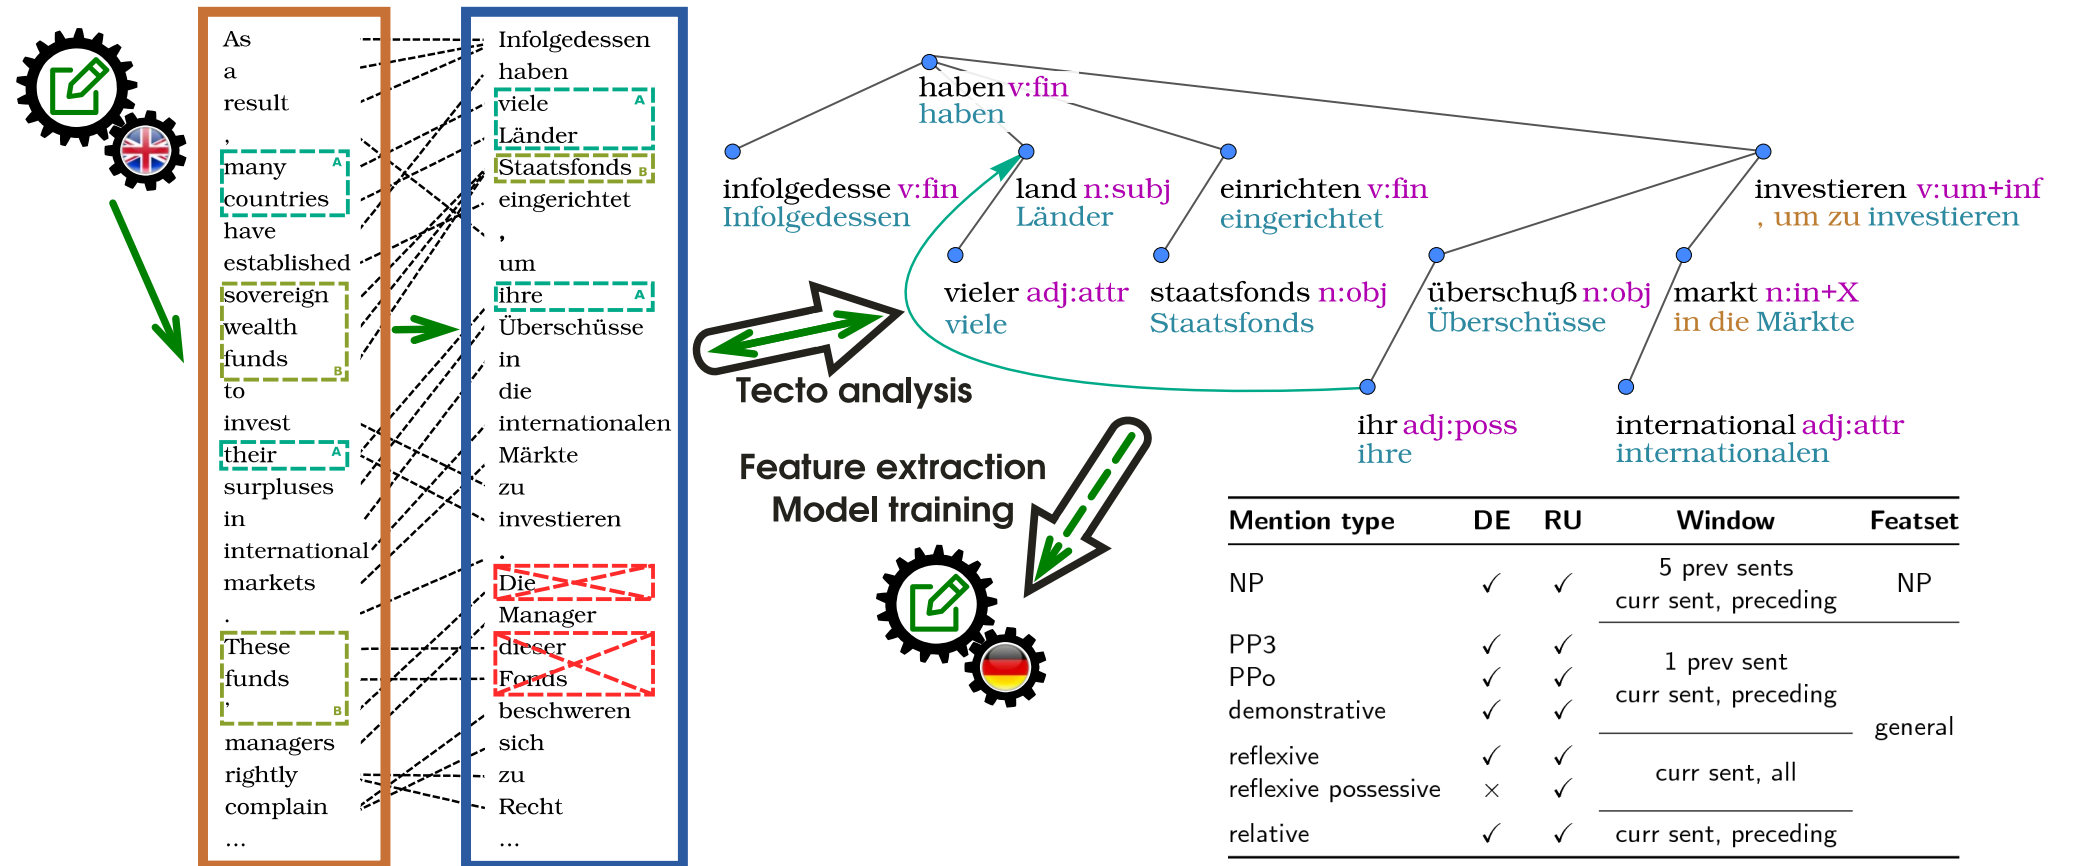 As
a
result
,
many A
countries
have
established
sovereign
wealth
funds B
to
invest
their A
surpluses
in
international
markets
.
These
funds
' B
managers
rightly
complain
...
Infolgedessen
haben
viele A
Länder
Staatsfonds B
eingerichtet
,
um
ihre A
Überschüsse
in
die
internationalen
Märkte
zu
investieren
.
Die
Manager
dieser
Fonds
beschweren
sich
zu
Recht
...
Tecto analysis
Feature extraction
Model training
haben v:fin
haben
infolgedesse v:fin
Infolgedessen
land n:subj
Länder
einrichten v:fin
eingerichtet
investieren v:um+inf
, um zu investieren
vieler adj:attr
viele
staatsfonds n:obj
Staatsfonds
überschuß n:obj
Überschüsse
markt n:in+X
in die Märkte
ihr adj:poss
ihre
international adj:attr
internationalen
Mention type DE RU Window Featset
NP ✓ ✓ 5 prev sents NP
curr sent, preceding
PP3 ✓ ✓
1 prev sent
PPo ✓ ✓
curr sent, preceding
demonstrative ✓ ✓
general
reflexive ✓ ✓
curr sent, all
reflexive possessive × ✓
relative ✓ ✓ curr sent, preceding